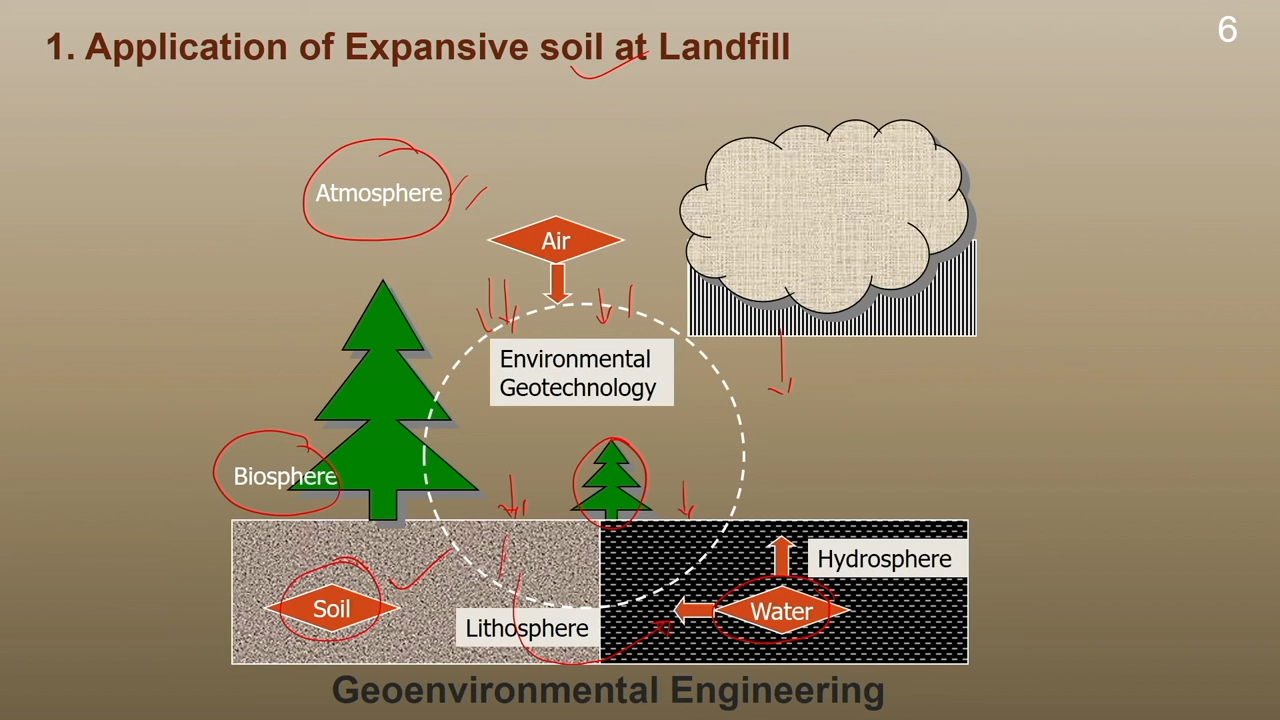 1. Application of Expansive soil at Landfill
6
Atmosphere
Air
Environmental
Geotechnology
Biosphere
Hydrosphere
Soil
Water
Lithosphere
Geoenvironmental Engineering